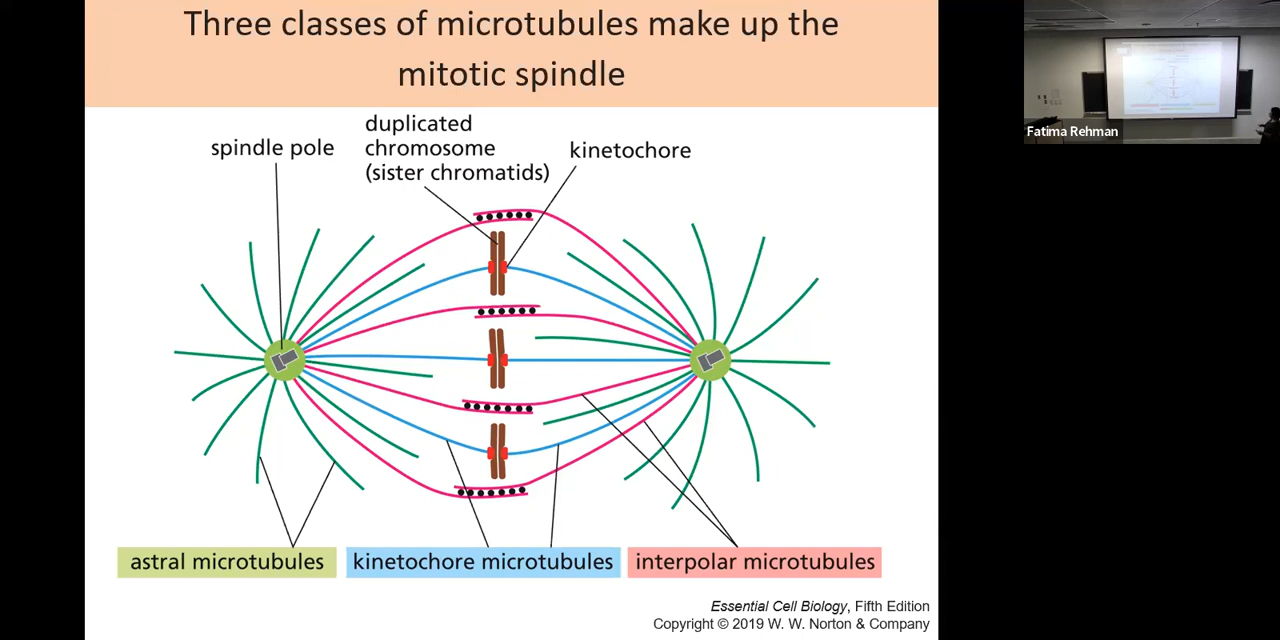 Three classes of microtubules make up the
mitotic spindle
spindle pole
duplicated
chromosome
(sister chromatids)
kinetochore
astral microtubules
kinetochore microtubules
interpolar microtubules
Essential Cell Biology, Fifth Edition
Copyright © 2019 W. W. Norton & Company
Fatima Rehman